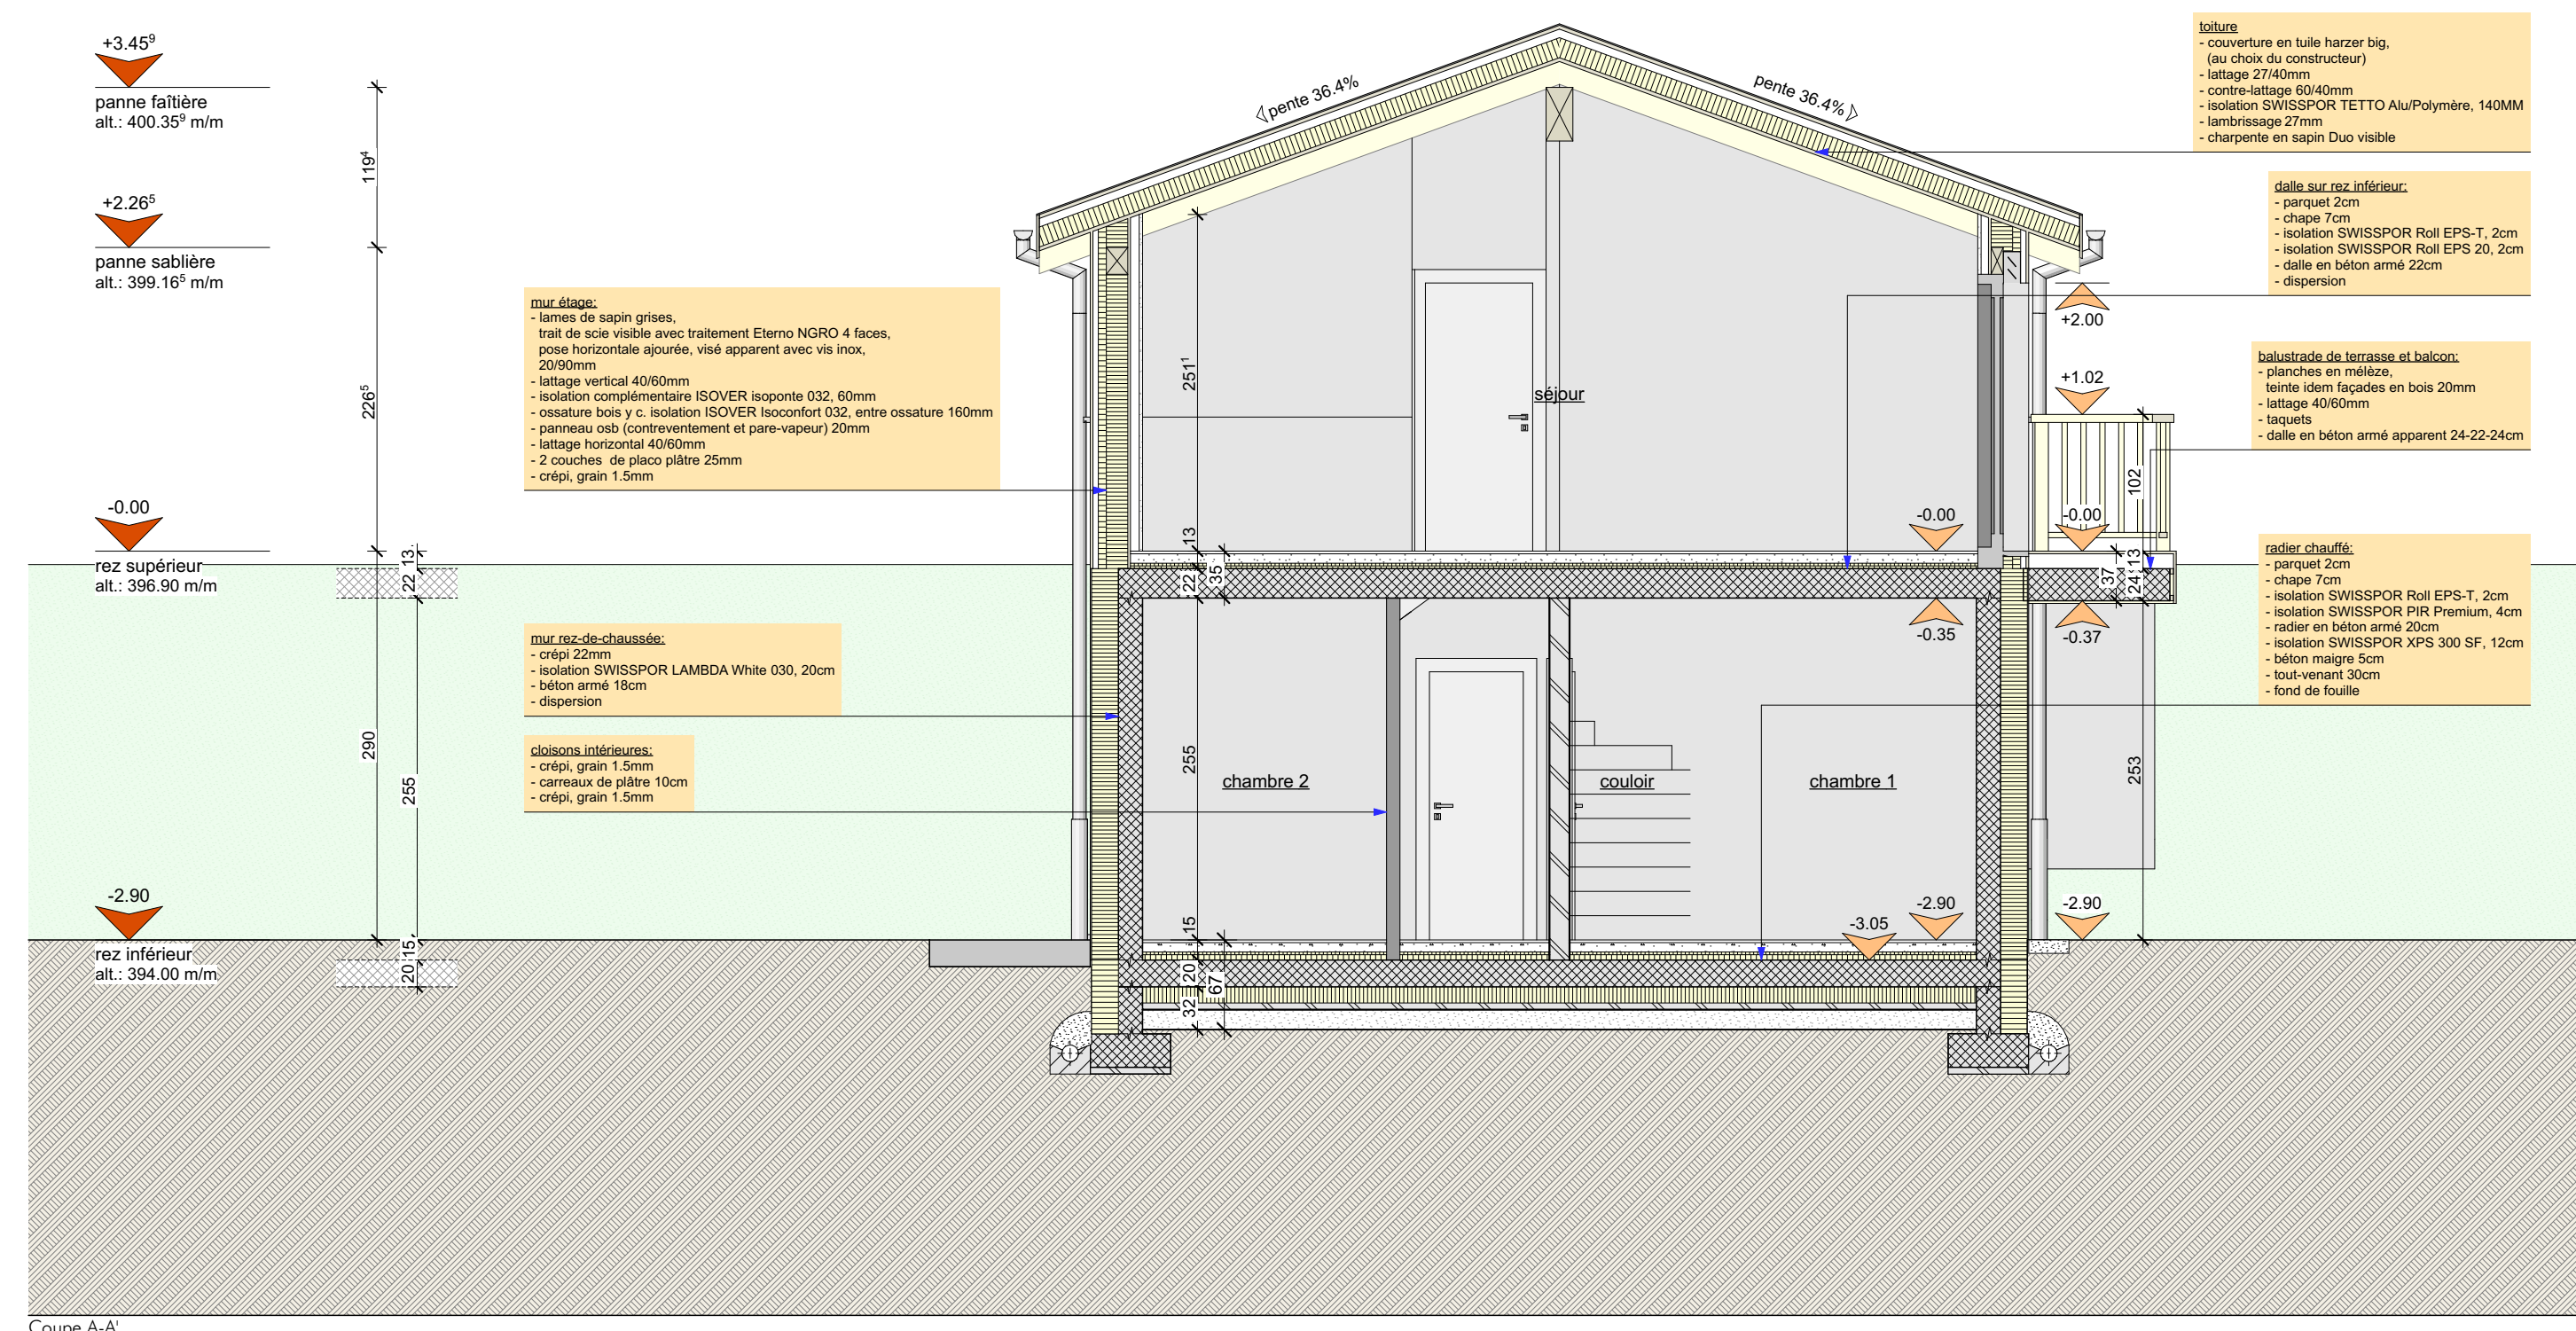 +3.45⁹
panne faîtière
alt.: 400.35⁹ m/m
+2.26⁵
panne sablière
alt.: 399.16⁵ m/m
-0.00
rez supérieur
alt.: 396.90 m/m
-2.90
rez inférieur
alt.: 394.00 m/m
119⁴
226⁵
290
13
22
255
15
20
mur étage:
- lames de sapin grises,
trait de scie visible avec traitement Eterno NGRO 4 faces,
pose horizontale ajourée, visé apparent avec vis inox,
20/90mm
- lattage vertical 40/60mm
- isolation complémentaire ISOVER isoponte 032, 60mm
- ossature bois y c. isolation ISOVER Isoconfort 032, entre ossature 160mm
- panneau osb (contreventement et pare-vapeur) 20mm
- lattage horizontal 40/60mm
- 2 couches de placo plâtre 25mm
- crépi, grain 1.5mm
mur rez-de-chaussée:
- crépi 22mm
- isolation SWISSPOR LAMBDA White 030, 20cm
- béton armé 18cm
- dispersion
cloisons intérieures:
- crépi, grain 1.5mm
- carreaux de plâtre 10cm
- crépi, grain 1.5mm
pente 36.4%
pente 36.4%
251¹
séjour
13
22
35
255
chambre 2
couloir
chambre 1
15
20
67
32
-0.00
-0.35
-2.90
-3.05
+2.00
+1.02
102
-0.00
13
37
24
-0.37
253
-2.90
toiture
- couverture en tuile harzer big,
(au choix du constructeur)
- lattage 27/40mm
- contre-lattage 60/40mm
- isolation SWISSPOR TETTO Alu/Polymère, 140MM
- lambrissage 27mm
- charpente en sapin Duo visible
dalle sur rez inférieur:
- parquet 2cm
- chape 7cm
- isolation SWISSPOR Roll EPS-T, 2cm
- isolation SWISSPOR Roll EPS 20, 2cm
- dalle en béton armé 22cm
- dispersion
balustrade de terrasse et balcon:
- planches en mélèze,
teinte idem façades en bois 20mm
- lattage 40/60mm
- taquets
- dalle en béton armé apparent 24-22-24cm
radier chauffé:
- parquet 2cm
- chape 7cm
- isolation SWISSPOR Roll EPS-T, 2cm
- isolation SWISSPOR PIR Premium, 4cm
- radier en béton armé 20cm
- isolation SWISSPOR XPS 300 SF, 12cm
- béton maigre 5cm
- tout-venant 30cm
- fond de fouille
Coupe A-A'